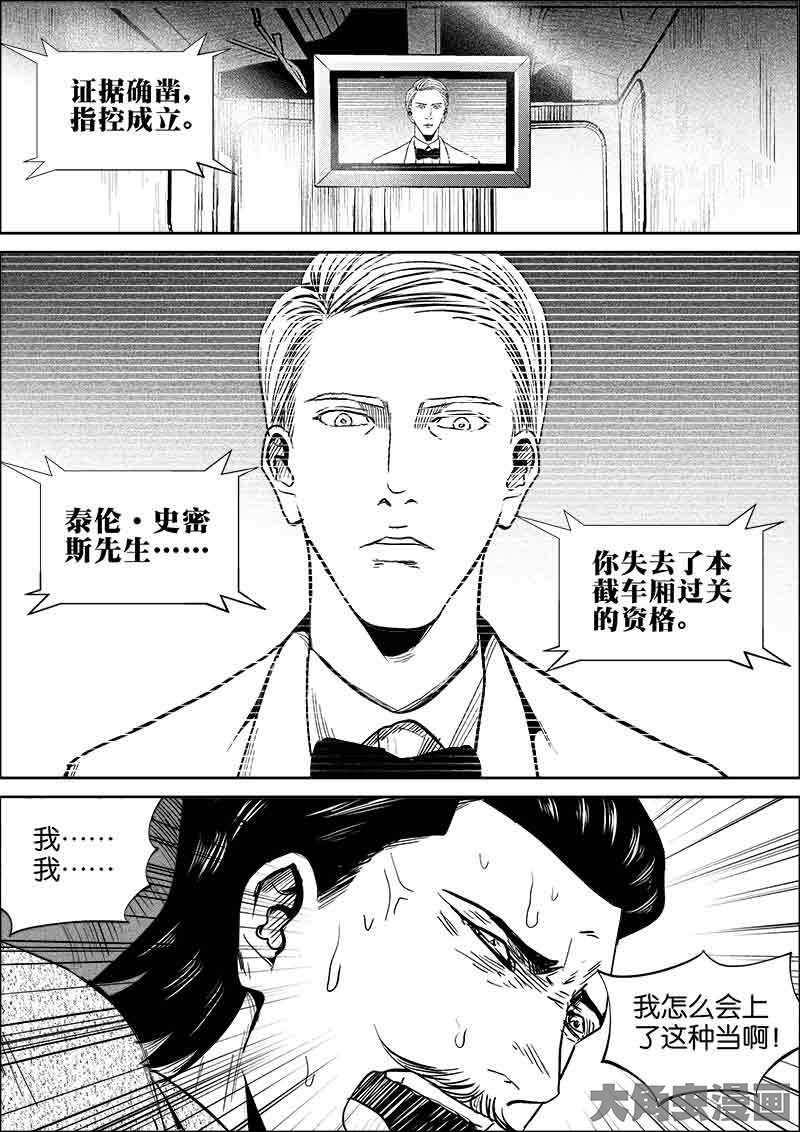 证据确凿，
指控成立。
泰伦·史密
斯先生……
你失去了本
截车厢过关
的资格。
我……
我……
我怎么会上
了这种当啊！
大角虫漫画